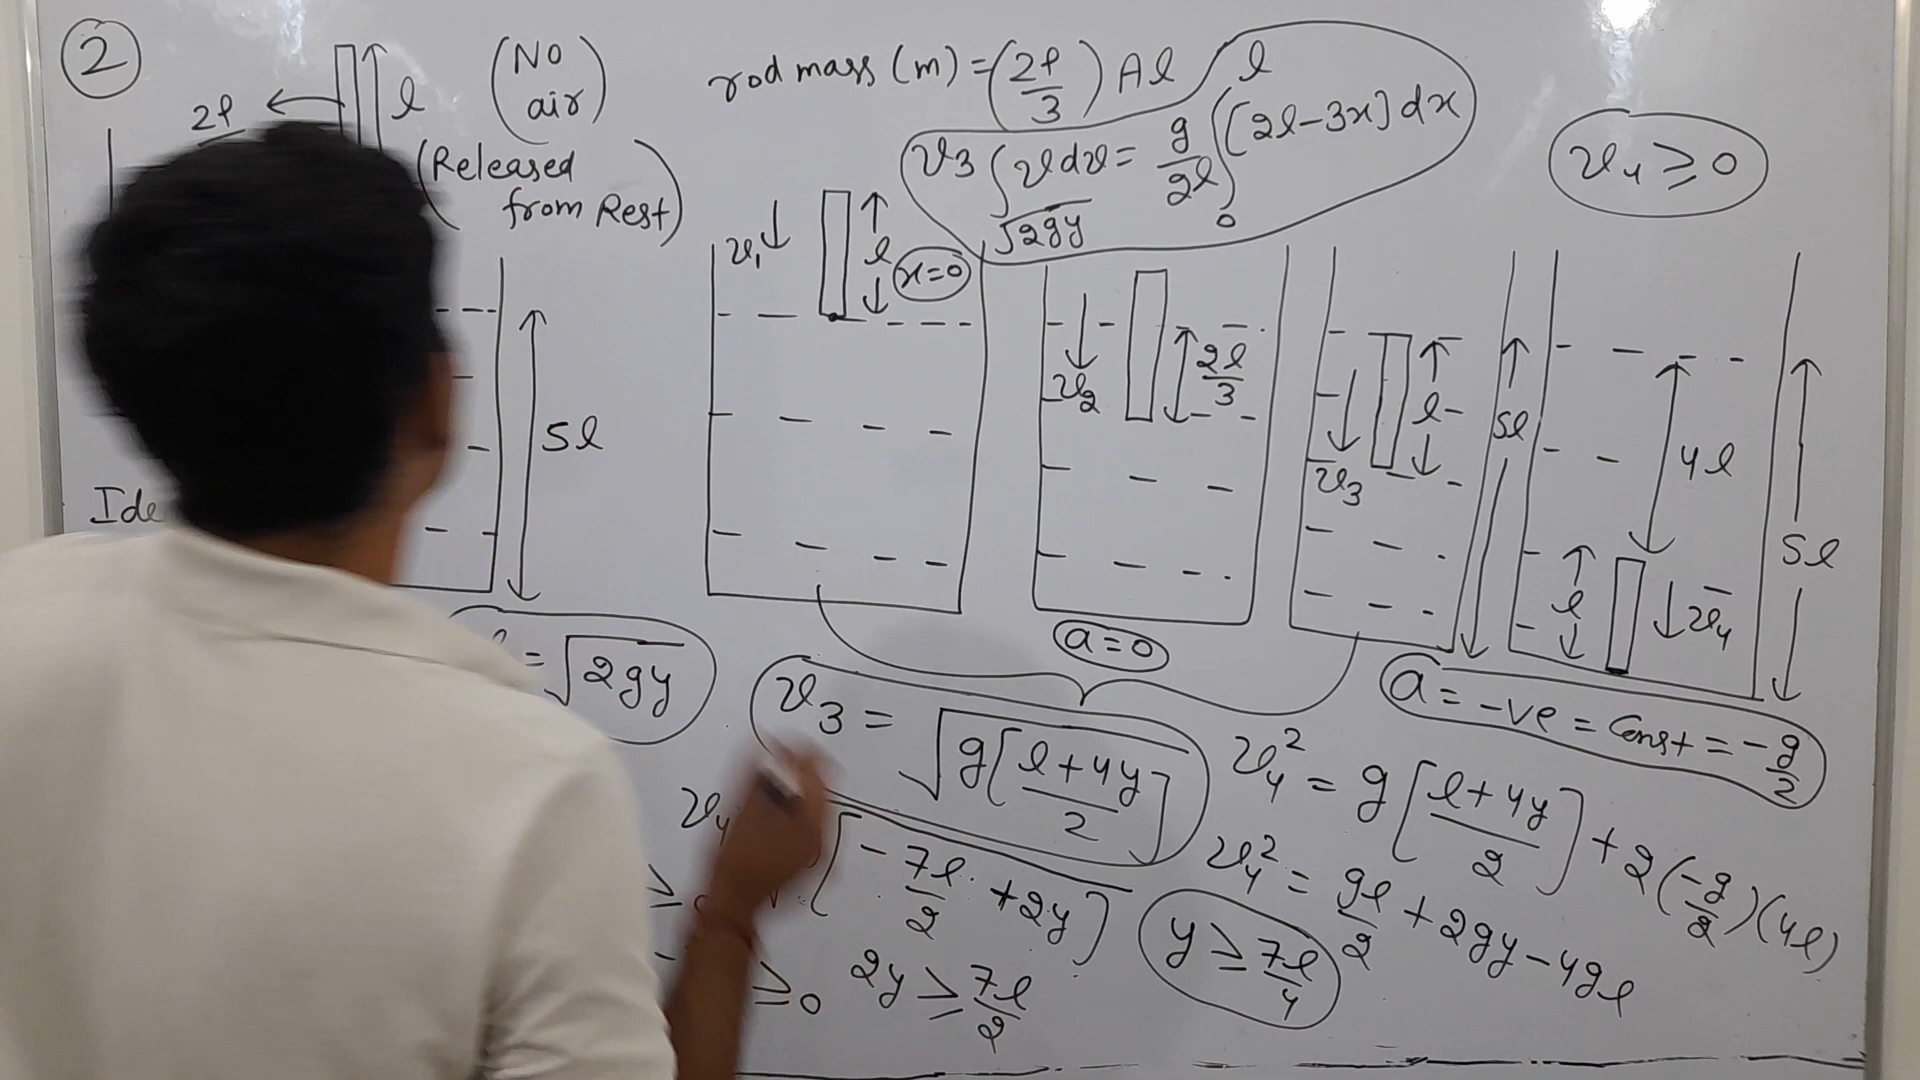 2
2ρ
l
(No air)
(Released from Rest)
rod mass (m) = (2ρ/3) Al
v3 ∫ v dv = g/2l ∫ [2l-3x] dx
√2gy
l
0
v4 ≥ 0
v1
l
x=0
5l
v2
2l/3
l
v3
5l
4l
5l
l
v4
Ide
a=0
= √2gy
v3 = √g[l+4y/2]
a = -ve = Const = -g/2
v4² = g[l+4y/2] + 2(-g/2)(4l)
v4
[-7l/2 + 2y]
v4² = gl/2 + 2gy - 4gl
≥
y ≥ 7l/4
≥ 0
2y ≥ 7l/2